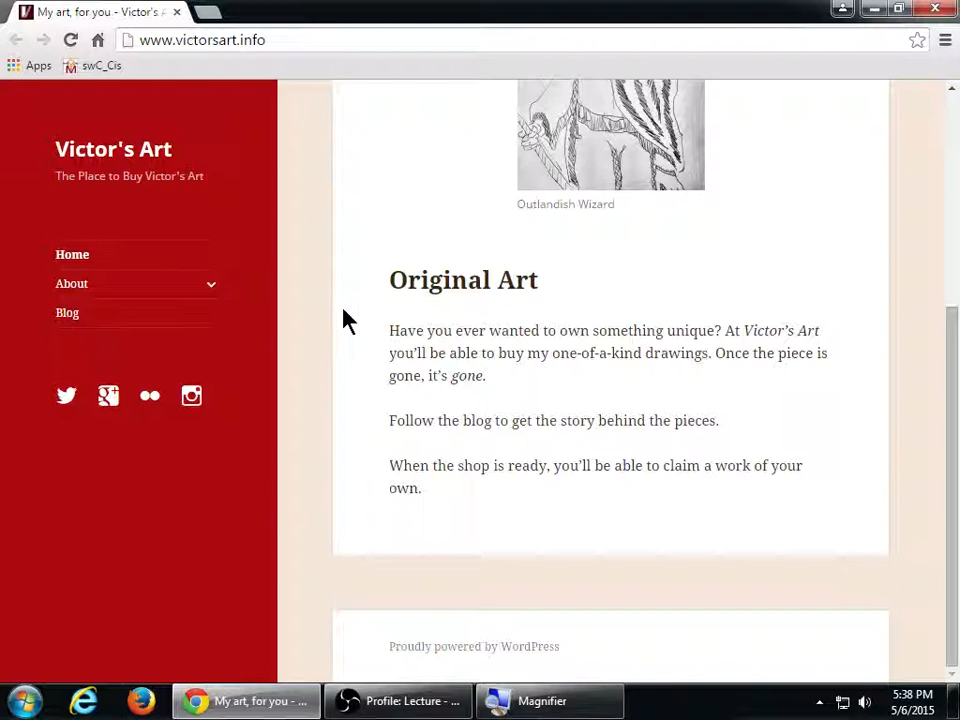 My art, for you - Victor's A
www.victorsart.info
Apps
swC_Cis
Victor's Art
The Place to Buy Victor's Art
Home
About
Blog
Outlandish Wizard
Original Art
Have you ever wanted to own something unique? At Victor's Art
you'll be able to buy my one-of-a-kind drawings. Once the piece is
gone, it's gone.
Follow the blog to get the story behind the pieces.
When the shop is ready, you'll be able to claim a work of your
own.
Proudly powered by WordPress
My art, for you - ...
Profile: Lecture - ...
Magnifier
5:38 PM
5/6/2015